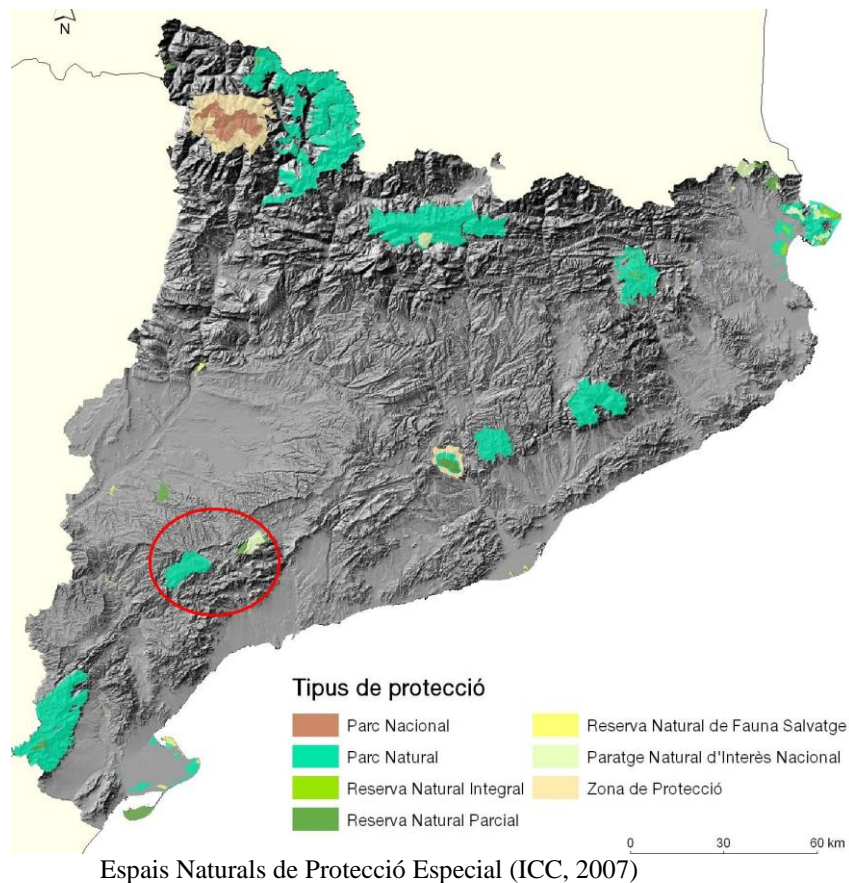 N
Tipus de protecció
Parc Nacional
Parc Natural
Reserva Natural Integral
Reserva Natural Parcial
Reserva Natural de Fauna Salvatge
Paratge Natural d'Interès Nacional
Zona de Protecció
0 30 60 km
Espais Naturals de Protecció Especial (ICC, 2007)